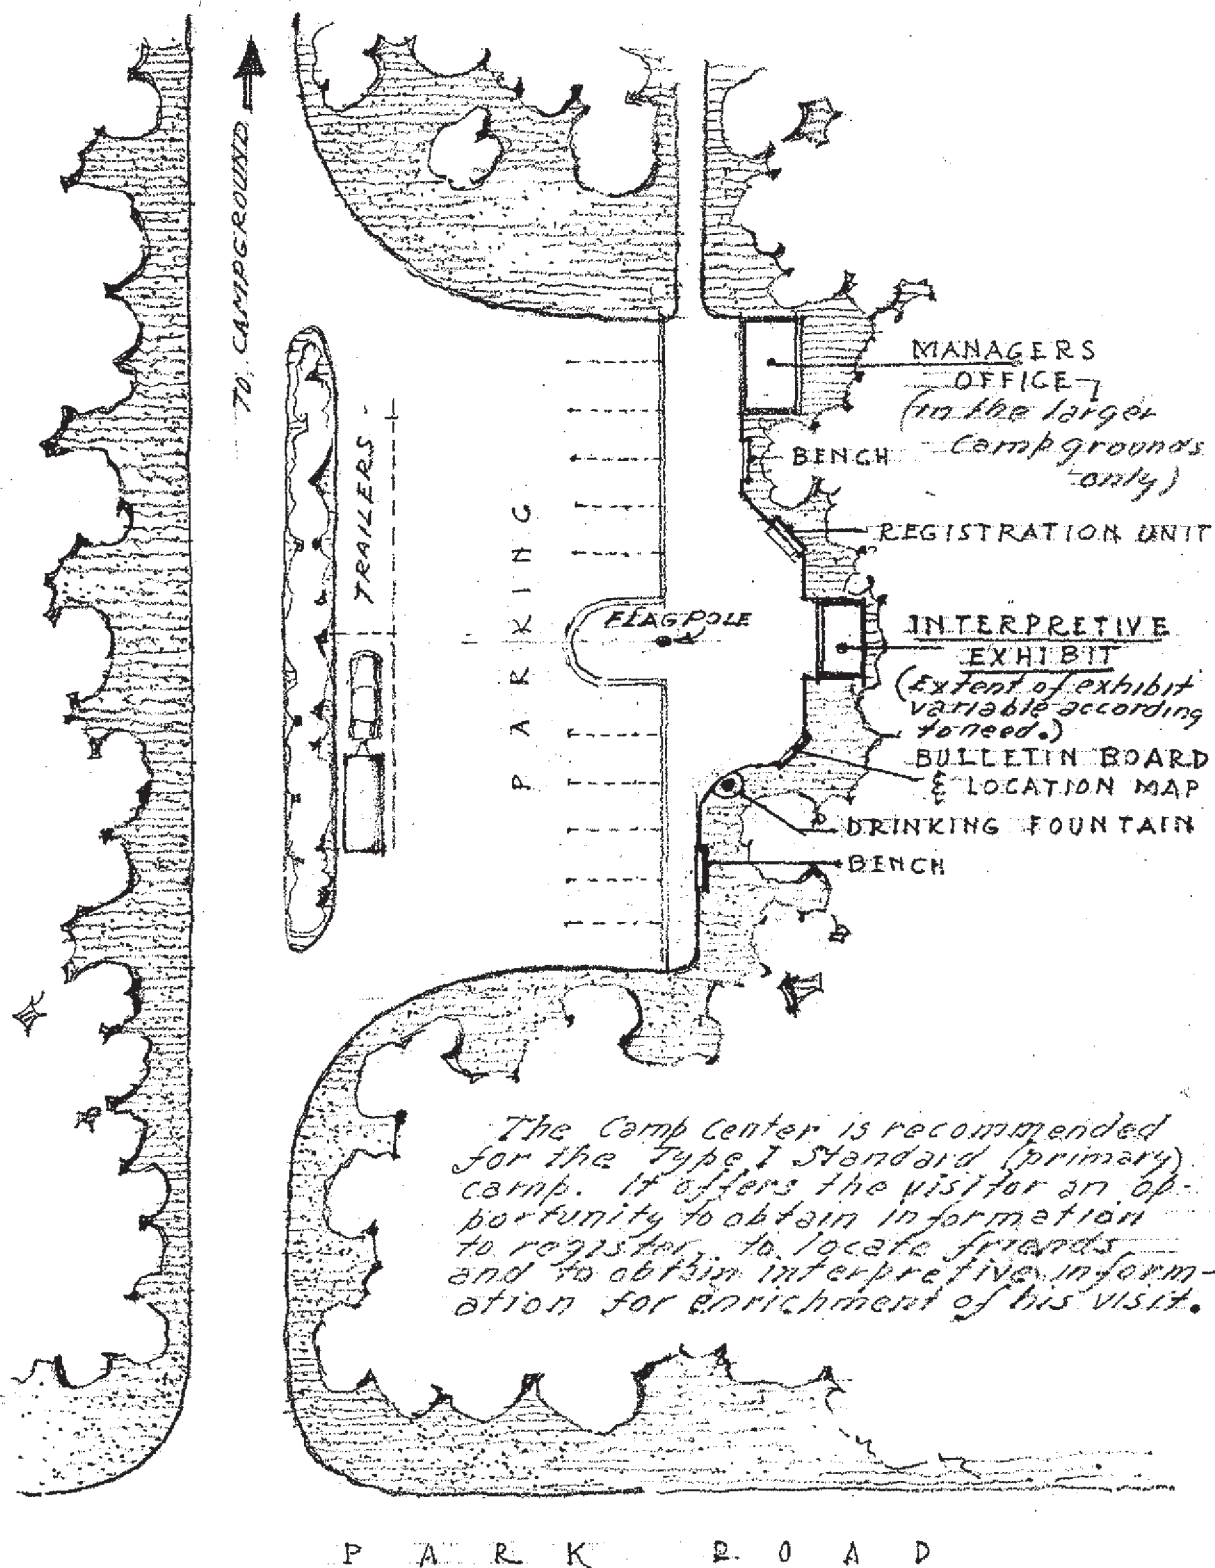 TO CAMPGROUND
TRAILERS
PARKING
FLAGPOLE
MANAGERS
OFFICE
(in the larger
campgrounds
only)
BENCH
REGISTRATION UNIT
INTERPRETIVE
EXHIBIT
(Extent of exhibit
variable according
to need.)
BULLETIN BOARD
& LOCATION MAP
DRINKING FOUNTAIN
BENCH
The Camp Center is recommended
for the Type I Standard (primary)
camp. It offers the visitor an op-
portunity to obtain information
to register, to locate friends
and to obtain interpretive inform-
ation for enrichment of his visit.
PARK ROAD